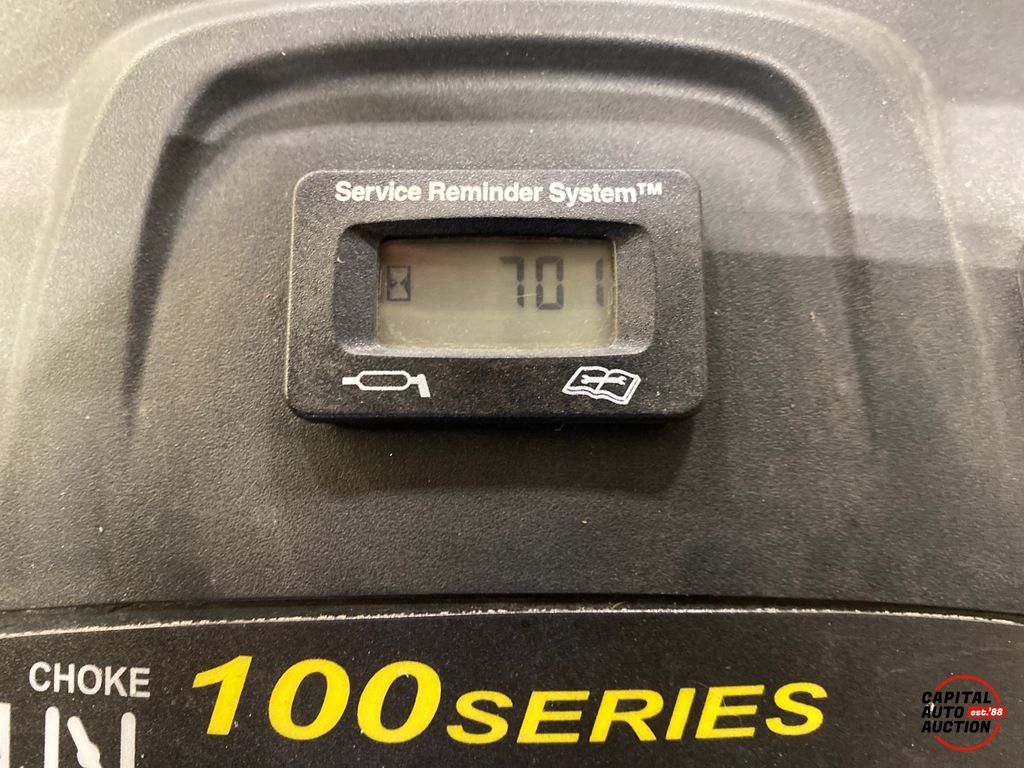 Service Reminder System™
701
CHOKE
100 SERIES
CAPITAL
AUTO est.'88
AUCTION